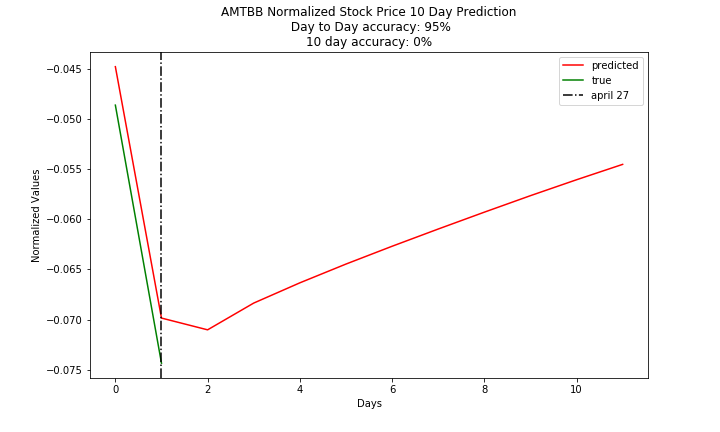 AMTBB Normalized Stock Price 10 Day Prediction
Day to Day accuracy: 95%
10 day accuracy: 0%
predicted
true
april 27
Normalized Values
−0.045
−0.050
−0.055
−0.060
−0.065
−0.070
−0.075
0 2 4 6 8 10
Days